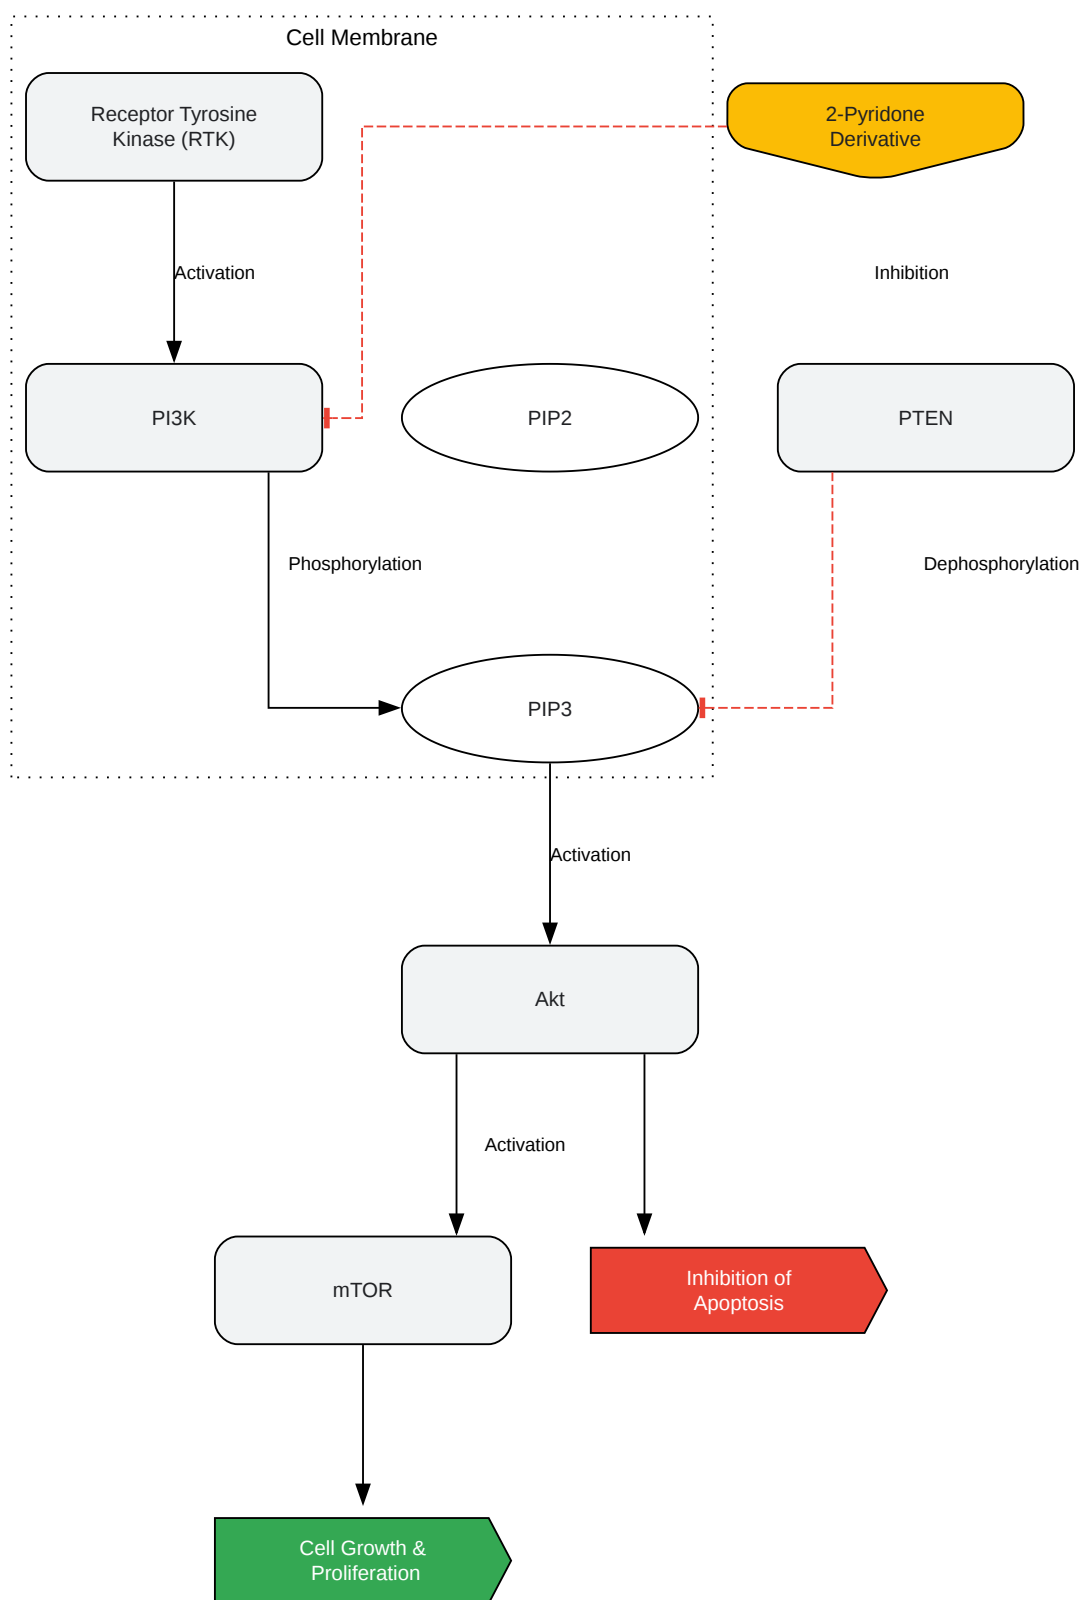 Cell Membrane
Receptor Tyrosine
Kinase (RTK)
2-Pyridone
Derivative
Activation
Inhibition
PI3K
PIP2
PTEN
Phosphorylation
Dephosphorylation
PIP3
Activation
Akt
Activation
mTOR
Inhibition of
Apoptosis
Cell Growth &
Proliferation